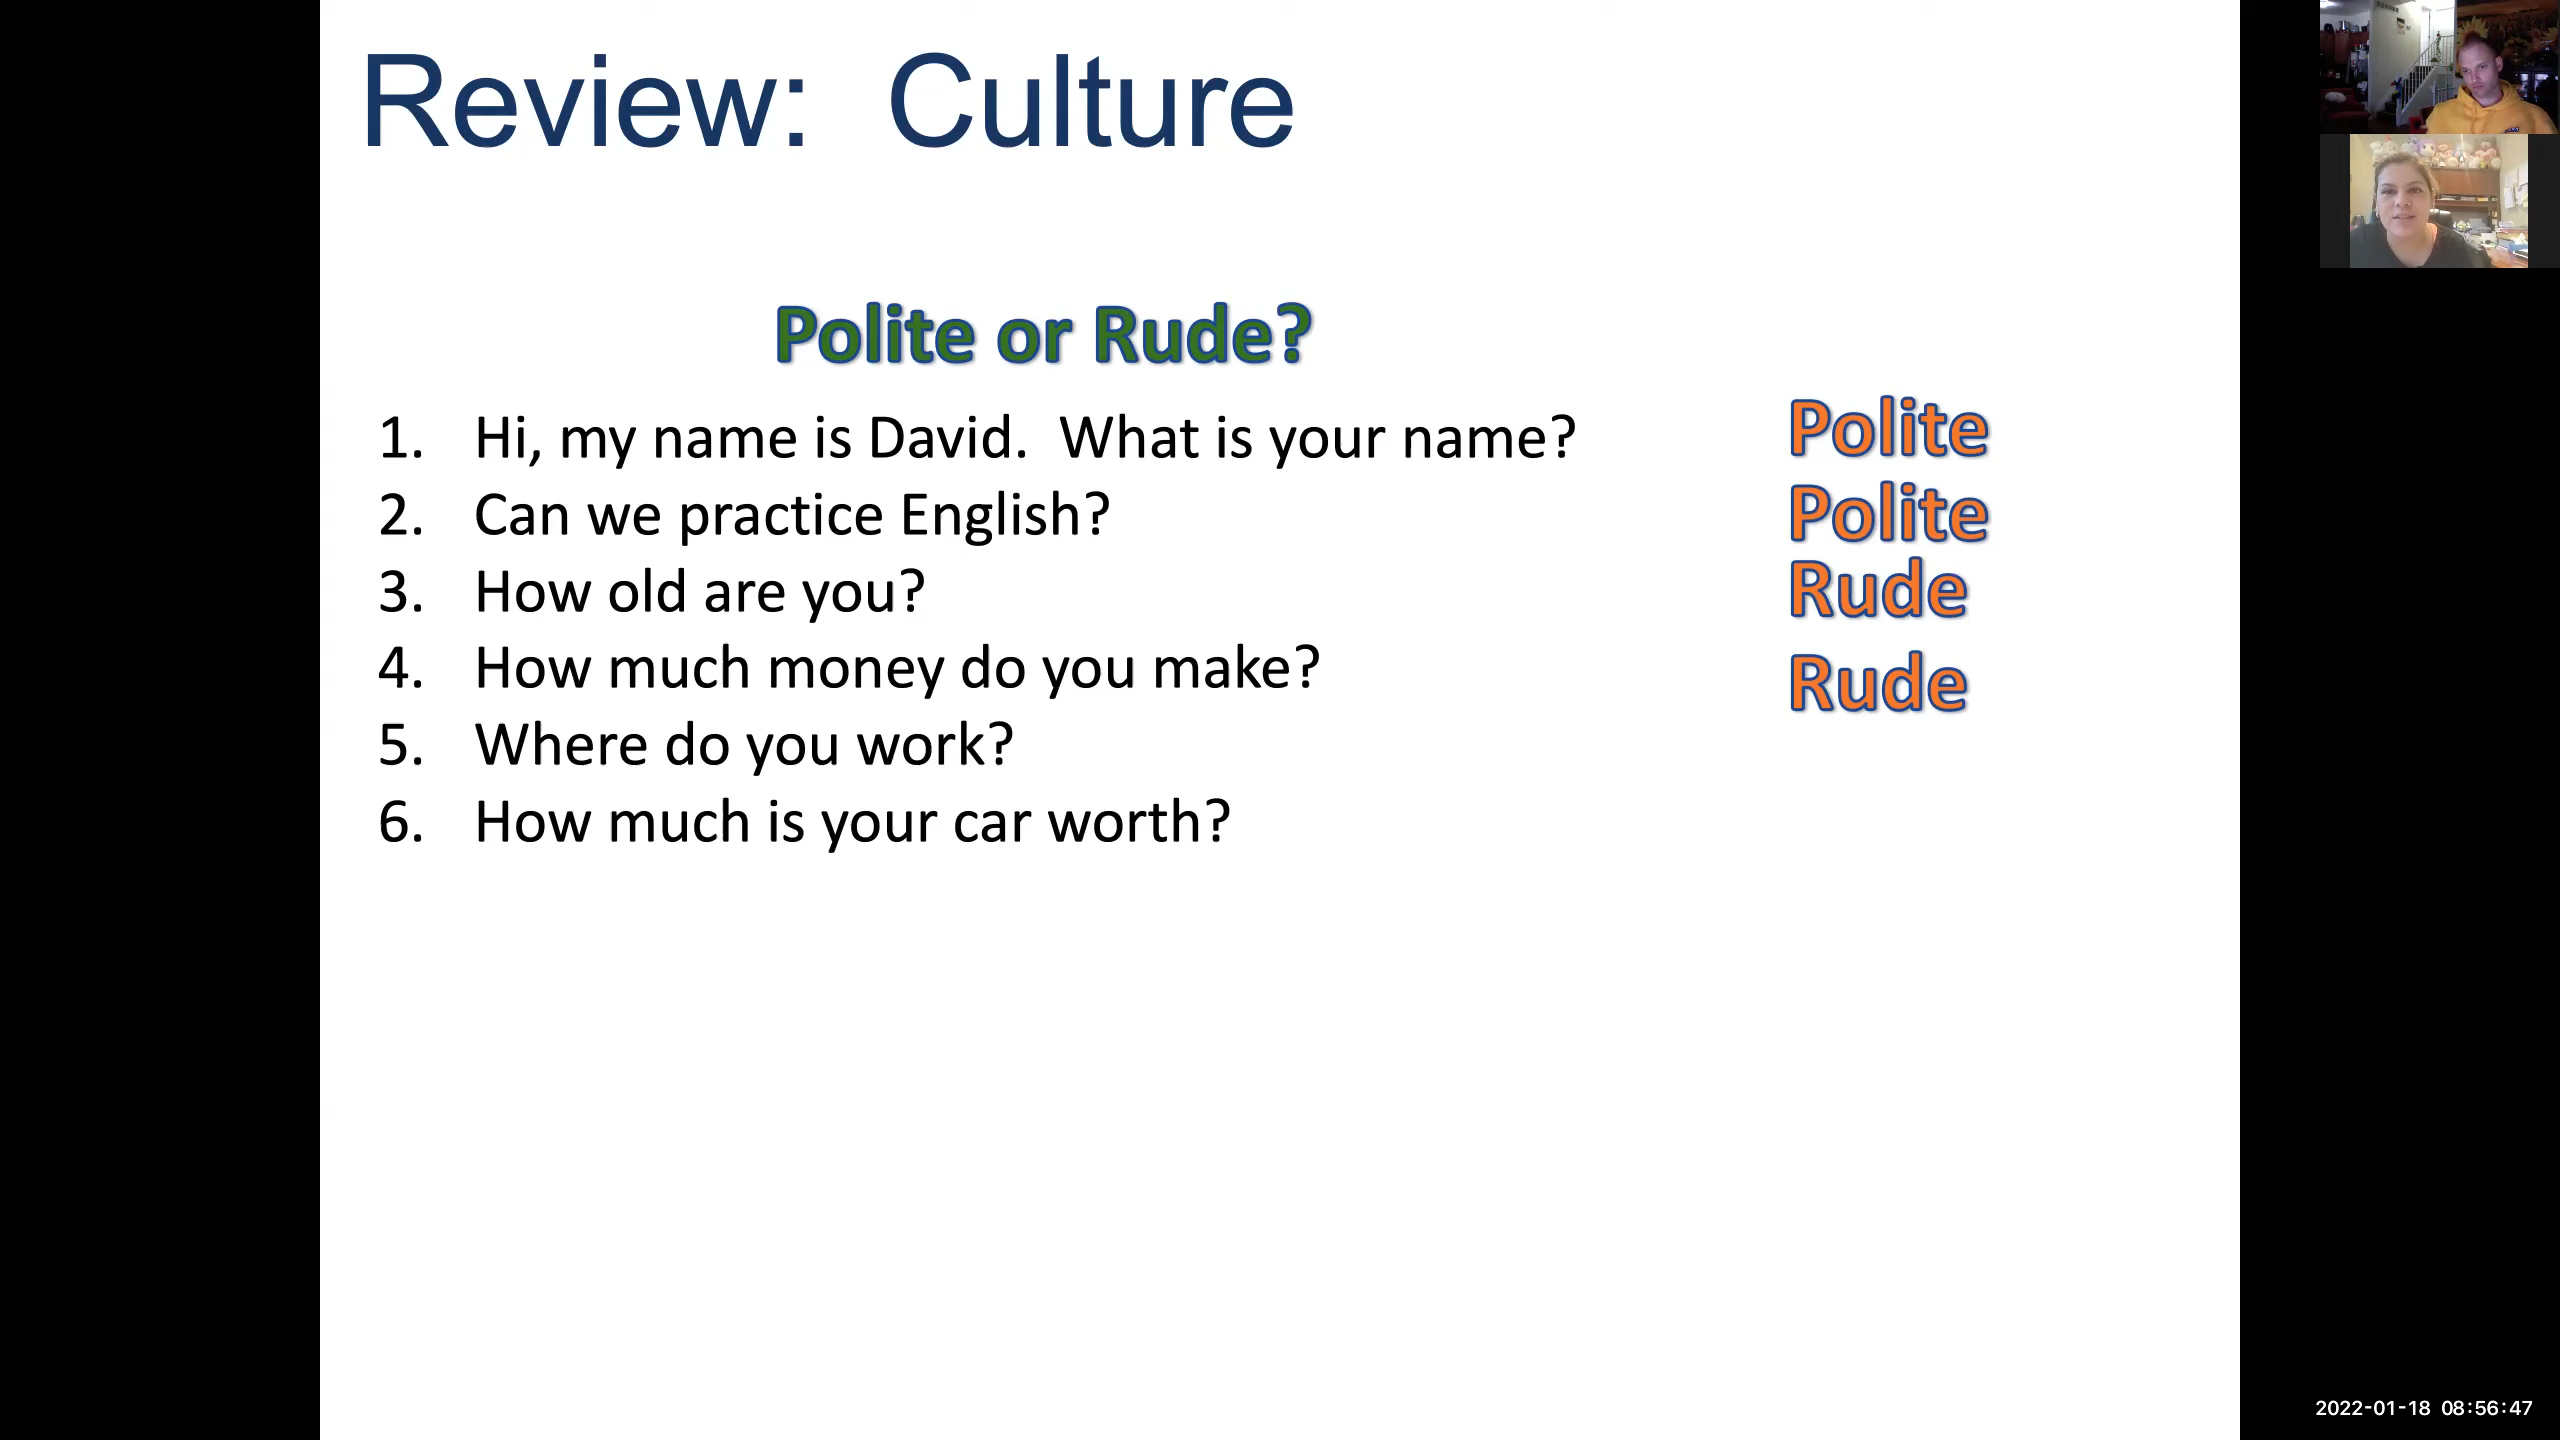 Review:  Culture
Polite or Rude?
1. Hi, my name is David.  What is your name? Polite
2. Can we practice English? Polite
3. How old are you? Rude
4. How much money do you make? Rude
5. Where do you work?
6. How much is your car worth?
2022-01-18 08:56:47